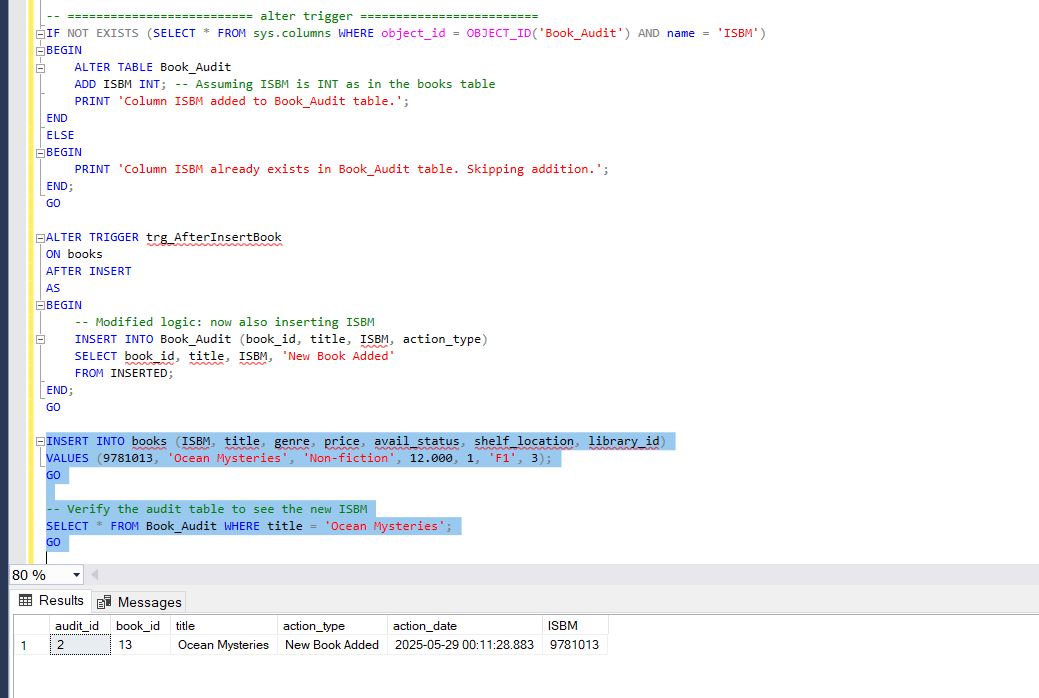 -- ========================== alter trigger =========================
IF NOT EXISTS (SELECT * FROM sys.columns WHERE object_id = OBJECT_ID('Book_Audit') AND name = 'ISBM')
BEGIN
    ALTER TABLE Book_Audit
    ADD ISBM INT; -- Assuming ISBM is INT as in the books table
    PRINT 'Column ISBM added to Book_Audit table.';
END
ELSE
BEGIN
    PRINT 'Column ISBM already exists in Book_Audit table. Skipping addition.';
END;
GO

ALTER TRIGGER trg_AfterInsertBook
ON books
AFTER INSERT
AS
BEGIN
    -- Modified logic: now also inserting ISBM
    INSERT INTO Book_Audit (book_id, title, ISBM, action_type)
    SELECT book_id, title, ISBM, 'New Book Added'
    FROM INSERTED;
END;
GO

INSERT INTO books (ISBM, title, genre, price, avail_status, shelf_location, library_id)
VALUES (9781013, 'Ocean Mysteries', 'Non-fiction', 12.000, 1, 'F1', 3);
GO

-- Verify the audit table to see the new ISBM
SELECT * FROM Book_Audit WHERE title = 'Ocean Mysteries';
GO
80 %
Results Messages
audit_id book_id title action_type action_date ISBM
1 2 13 Ocean Mysteries New Book Added 2025-05-29 00:11:28.883 9781013